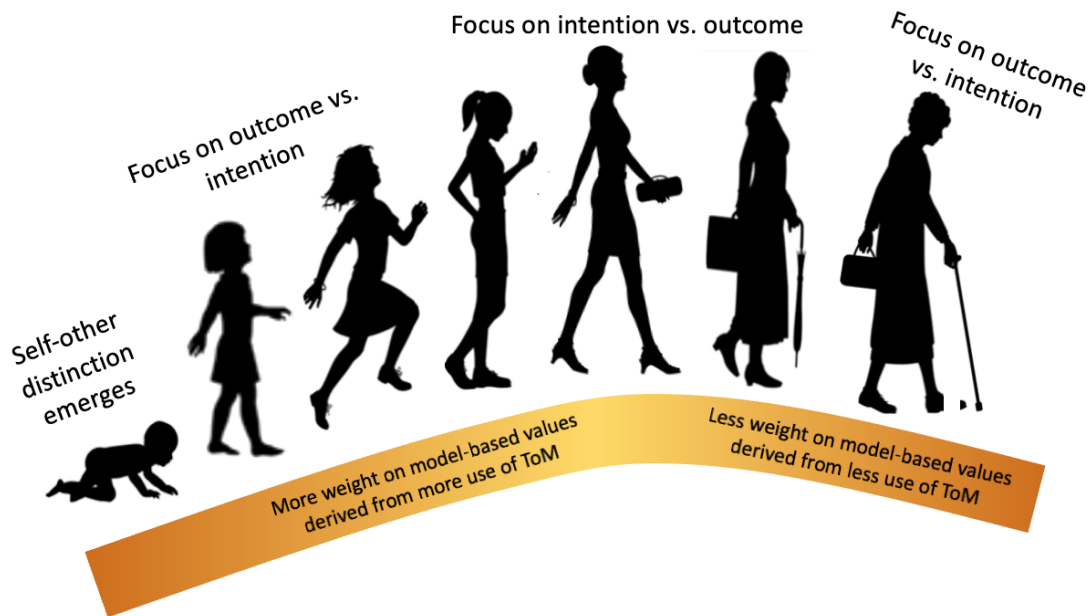 Focus on intention vs. outcome
Focus on outcome
vs. intention
Focus on outcome vs.
intention
Self-other
distinction
emerges
More weight on model-based values
derived from more use of ToM
Less weight on model-based values
derived from less use of ToM